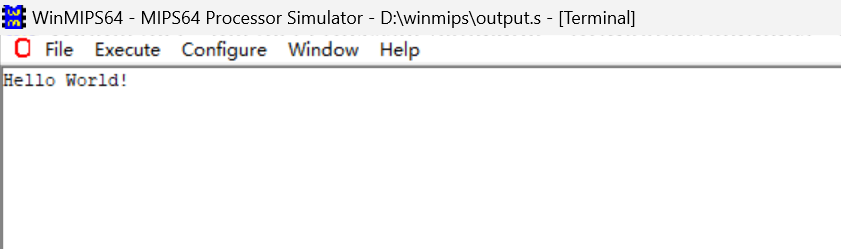 WinMIPS64 - MIPS64 Processor Simulator - D:\winmips\output.s - [Terminal]
File Execute Configure Window Help
Hello World!